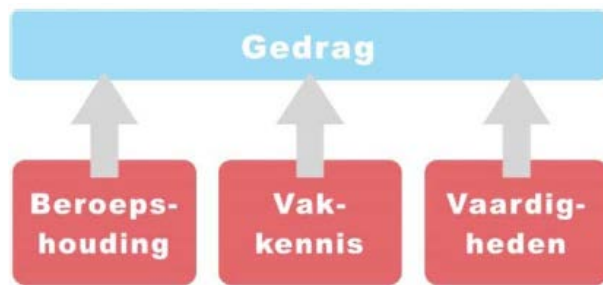 Gedrag
Beroeps-
houding
Vak-
kennis
Vaardig-
heden